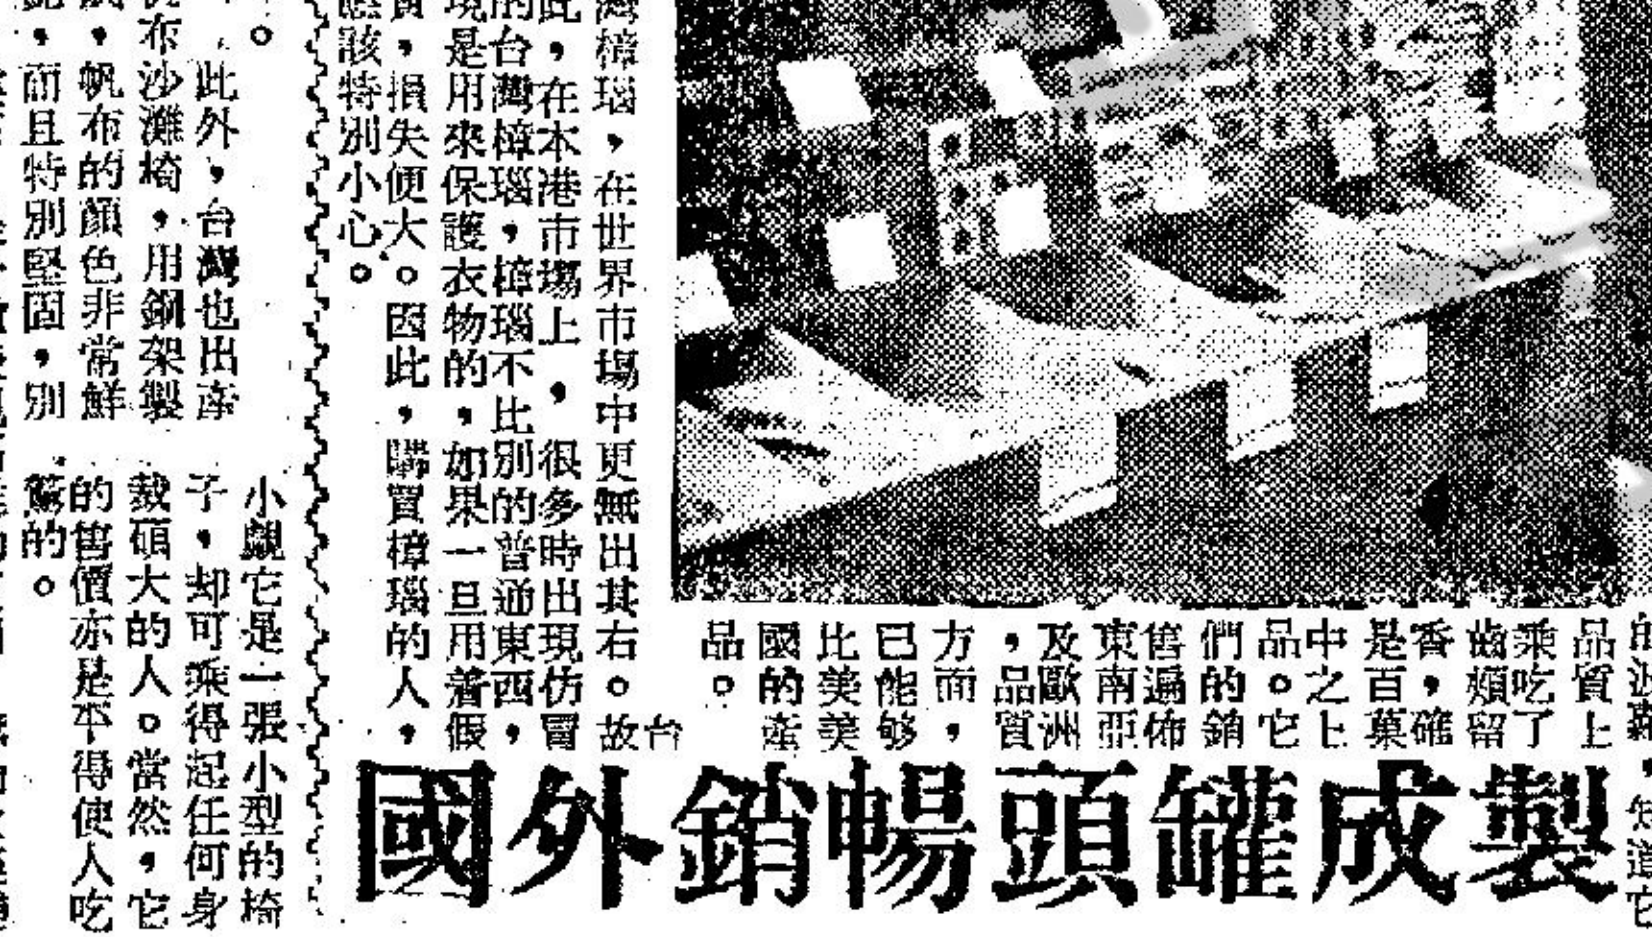 製成罐頭暢銷外國
品質上
乘吃了
齒頰留
香，確
是百菓
中之上
品。它
們的銷
售遍佈
東南亞
及歐洲
，品質
方面，
已能够
比美美
國的產
品。
台
灣樟瑙，在世界市場中更無出其右。故
此，在本港市場上，很多時出現仿冒
的台灣樟瑙，樟瑙不比別的普通東西，
現是用來保護衣物的，如果一旦用着假
，損失便大。因此，購買樟瑙的人，
應該特別小心。
此外，台灣也出產
布沙灘椅，用鋼架製
，帆布的顏色非常鮮
，而且特別堅固，別
小覷它是一張小型的椅
子，却可乘得起任何身
裁碩大的人。當然，它
的售價亦是平得使人吃
驚的。